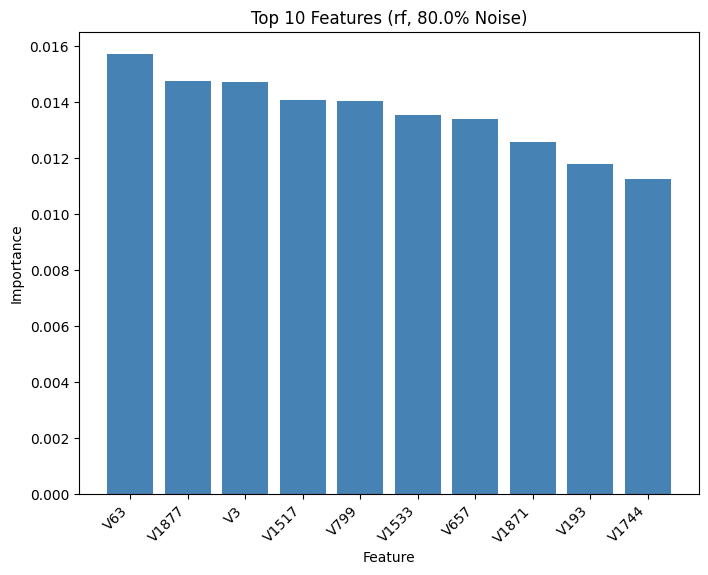 Top 10 Features (rf, 80.0% Noise)
Importance
0.016
0.014
0.012
0.010
0.008
0.006
0.004
0.002
0.000
V63
V1877
V3
V1517
V799
V1533
V657
V1871
V193
V1744
Feature